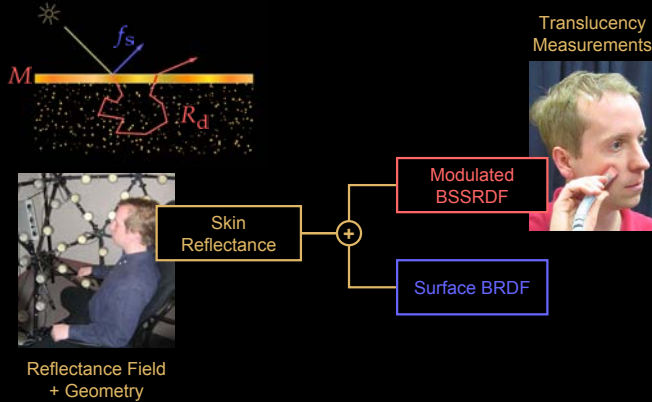 Translucency
Measurements
f_s
M
R_d
Modulated
BSSRDF
Skin
Reflectance
+
Surface BRDF
Reflectance Field
+ Geometry